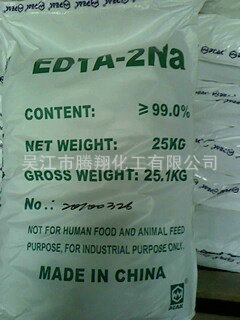 EDTA-2Na
CONTENT: ≥99.0%
NET WEIGHT: 25KG
吴江市腾翔化工有限公司
GROSS WEIGHT: 25.1KG
No.: 20100326
NOT FOR HUMAN FOOD AND ANIMAL FEED
PURPOSE, FOR INDUSTRIAL PURPOSE ONLY.
MADE IN CHINA